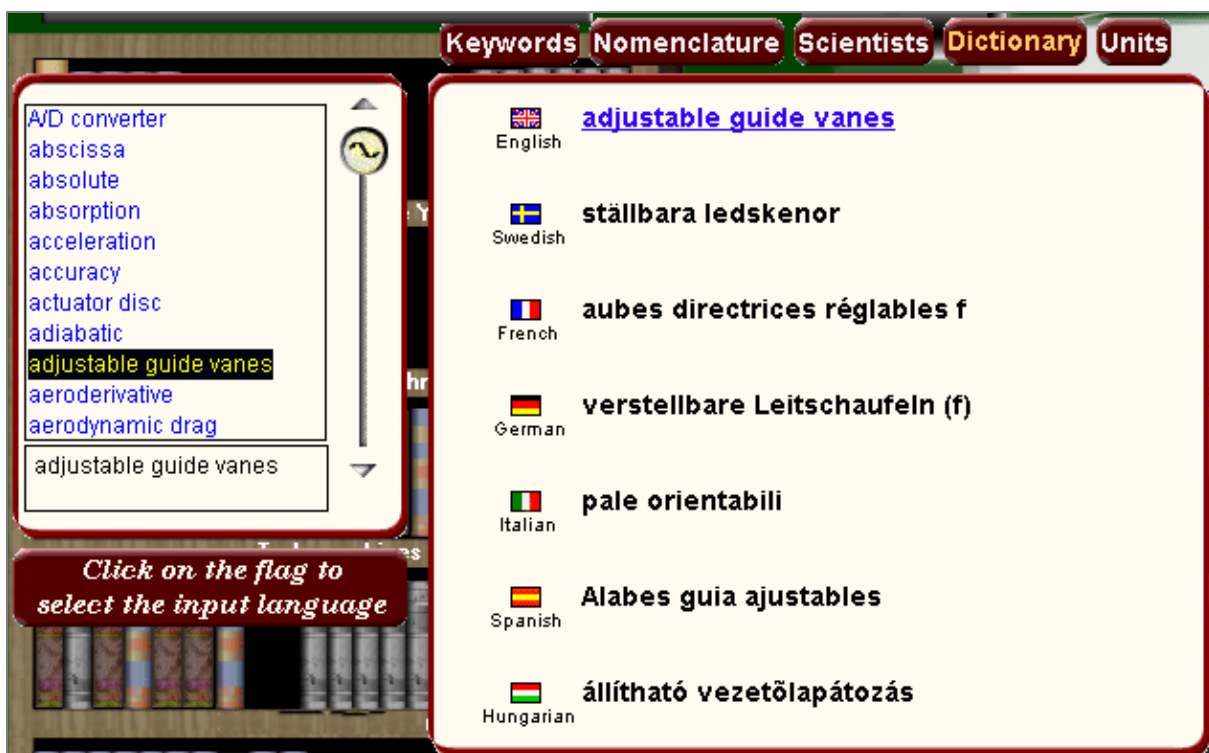 Keywords Nomenclature Scientists Dictionary Units
A/D converter
abscissa
absolute
absorption
acceleration
accuracy
actuator disc
adiabatic
adjustable guide vanes
aeroderivative
aerodynamic drag
adjustable guide vanes
Click on the flag to
select the input language
English
adjustable guide vanes
Swedish
ställbara ledskenor
French
aubes directrices réglables f
German
verstellbare Leitschaufeln (f)
Italian
pale orientabili
Spanish
Alabes guia ajustables
Hungarian
állítható vezetõlapátozás